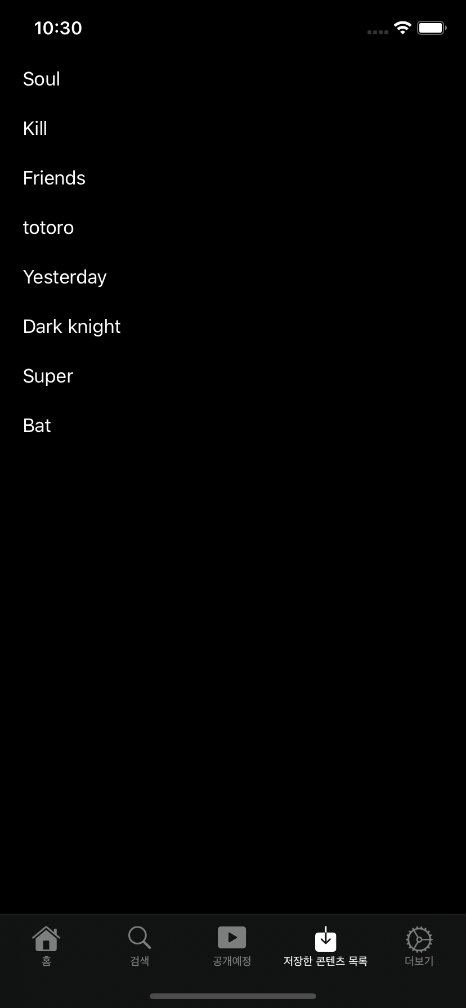 10:30
Soul
Kill
Friends
totoro
Yesterday
Dark knight
Super
Bat
홈
검색
공개예정
저장한 콘텐츠 목록
더보기